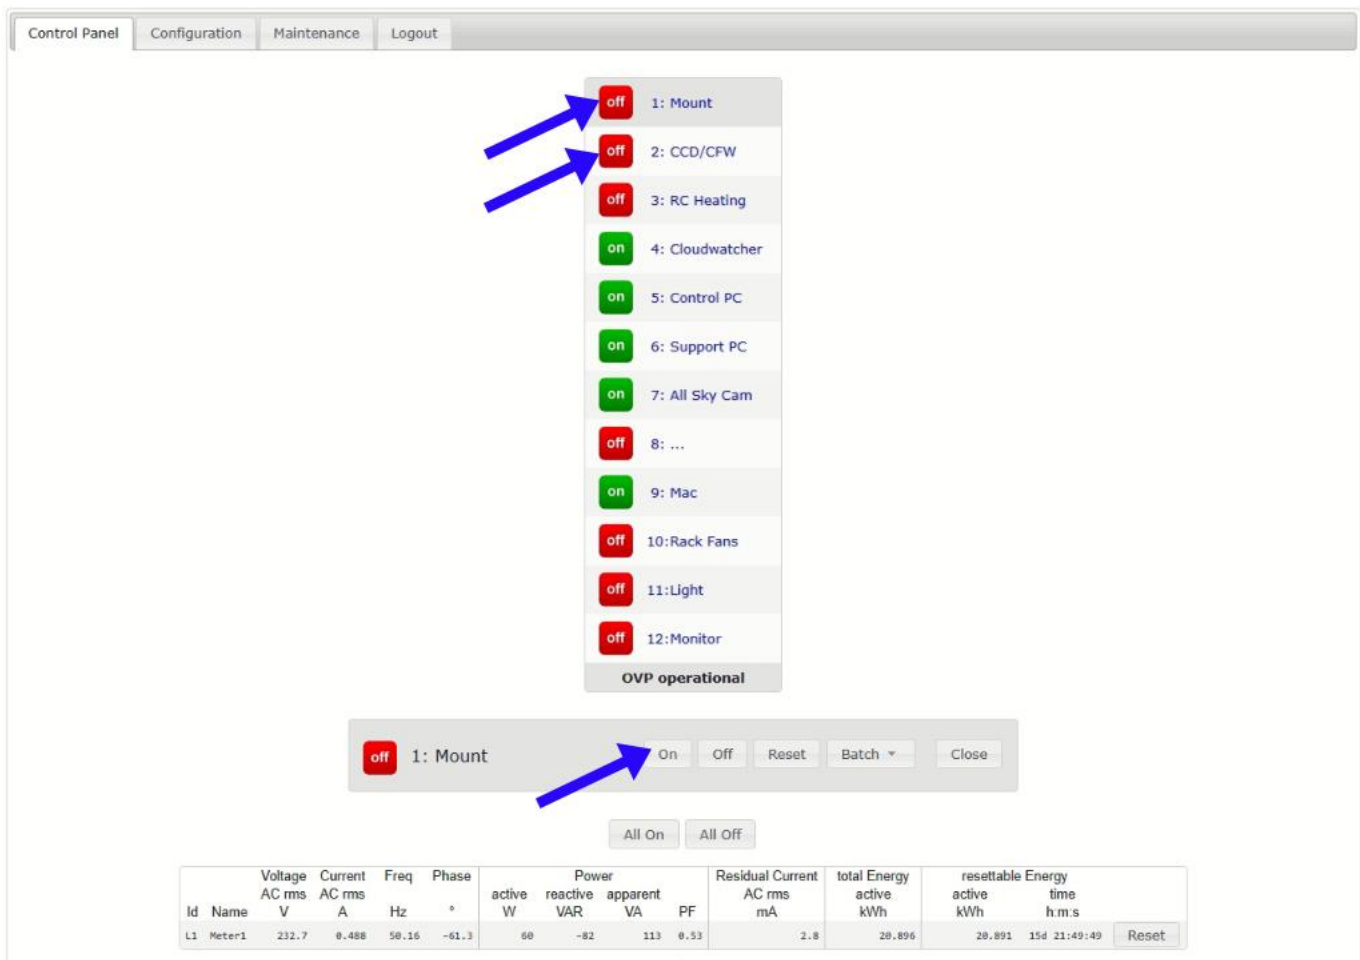 Control Panel Configuration Maintenance Logout
off 1: Mount
off 2: CCD/CFW
off 3: RC Heating
on 4: Cloudwatcher
on 5: Control PC
on 6: Support PC
on 7: All Sky Cam
off 8: ...
on 9: Mac
off 10:Rack Fans
off 11:Light
off 12:Monitor
OVP operational
off 1: Mount On Off Reset Batch Close
All On All Off
Voltage Current Freq Phase Power Residual Current total Energy resettable Energy
AC rms AC rms active reactive apparent AC rms active active time
Id Name V A Hz ° W VAR VA PF mA kWh kWh h:m:s
L1 Meter1 232.7 0.488 50.16 -61.3 60 -82 113 0.53 2.8 20.896 20.891 15d 21:49:49 Reset